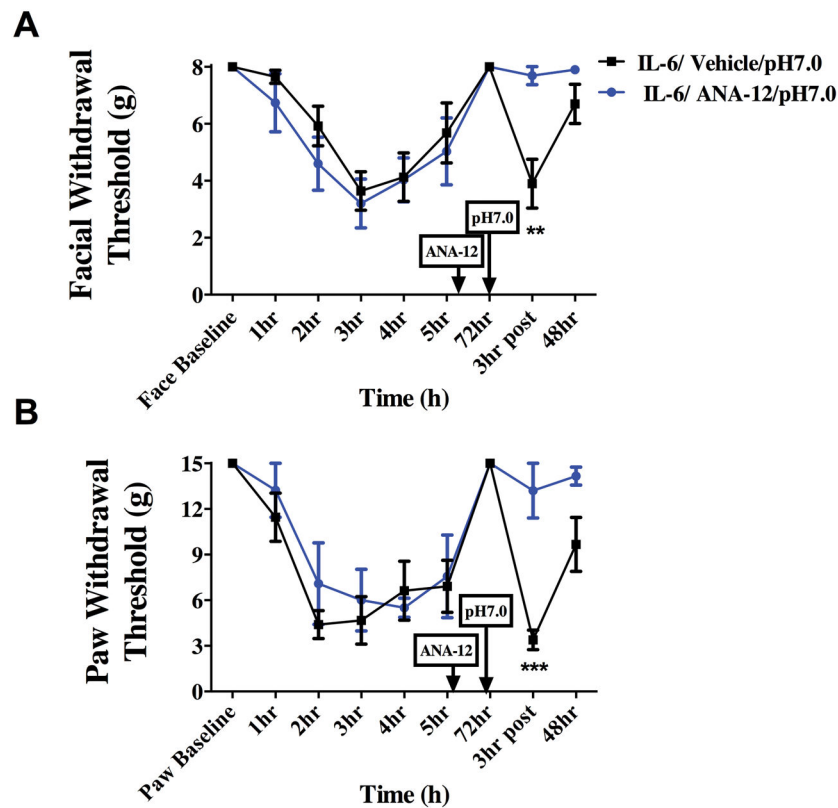 A
Facial Withdrawal
Threshold (g)
8
6
4
2
0
IL-6/ Vehicle/pH7.0
IL-6/ ANA-12/pH7.0
pH7.0
ANA-12
**
Face Baseline
1hr
2hr
3hr
4hr
5hr
72hr
3hr post
48hr
Time (h)
B
Paw Withdrawal
Threshold (g)
15
12
9
6
3
0
pH7.0
ANA-12
***
Paw Baseline
1hr
2hr
3hr
4hr
5hr
72hr
3hr post
48hr
Time (h)